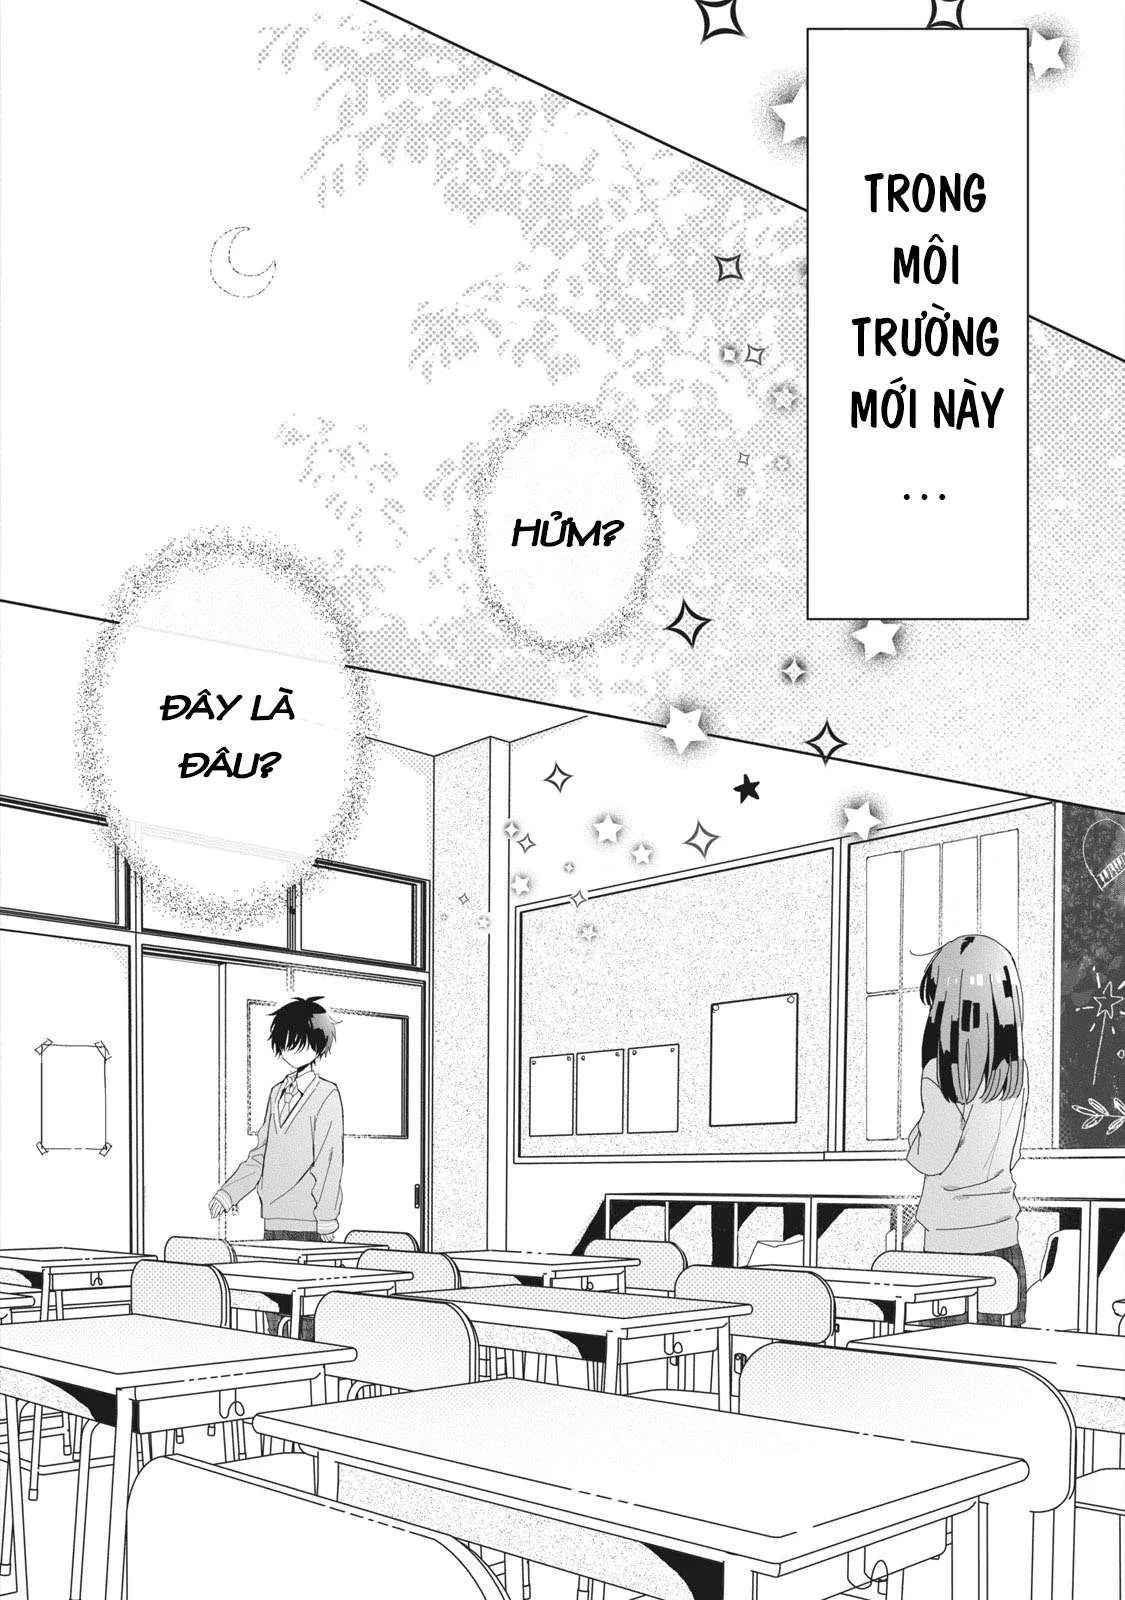 TRONG
MÔI
TRƯỜNG
MỚI NÀY
...
HỬM?
ĐÂY LÀ
ĐÂU?